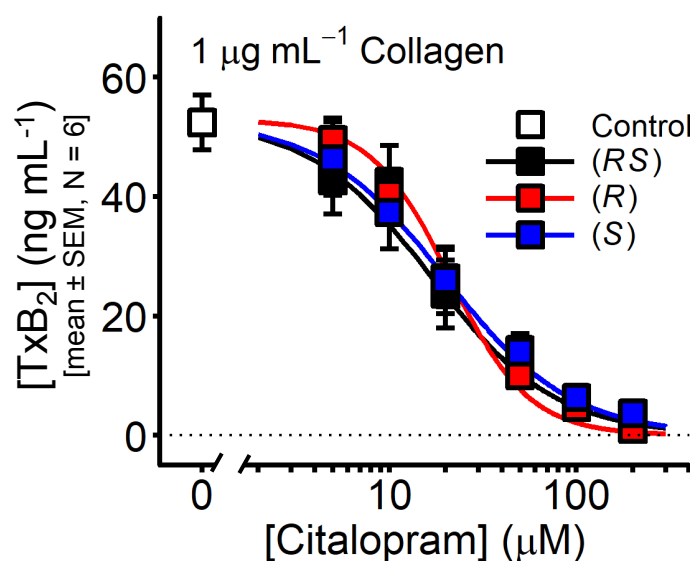 1 μg mL⁻¹ Collagen
60
40
20
0
[TxB₂] (ng mL⁻¹)
[mean ± SEM, N = 6]
Control
(RS)
(R)
(S)
0 10 100
[Citalopram] (μM)